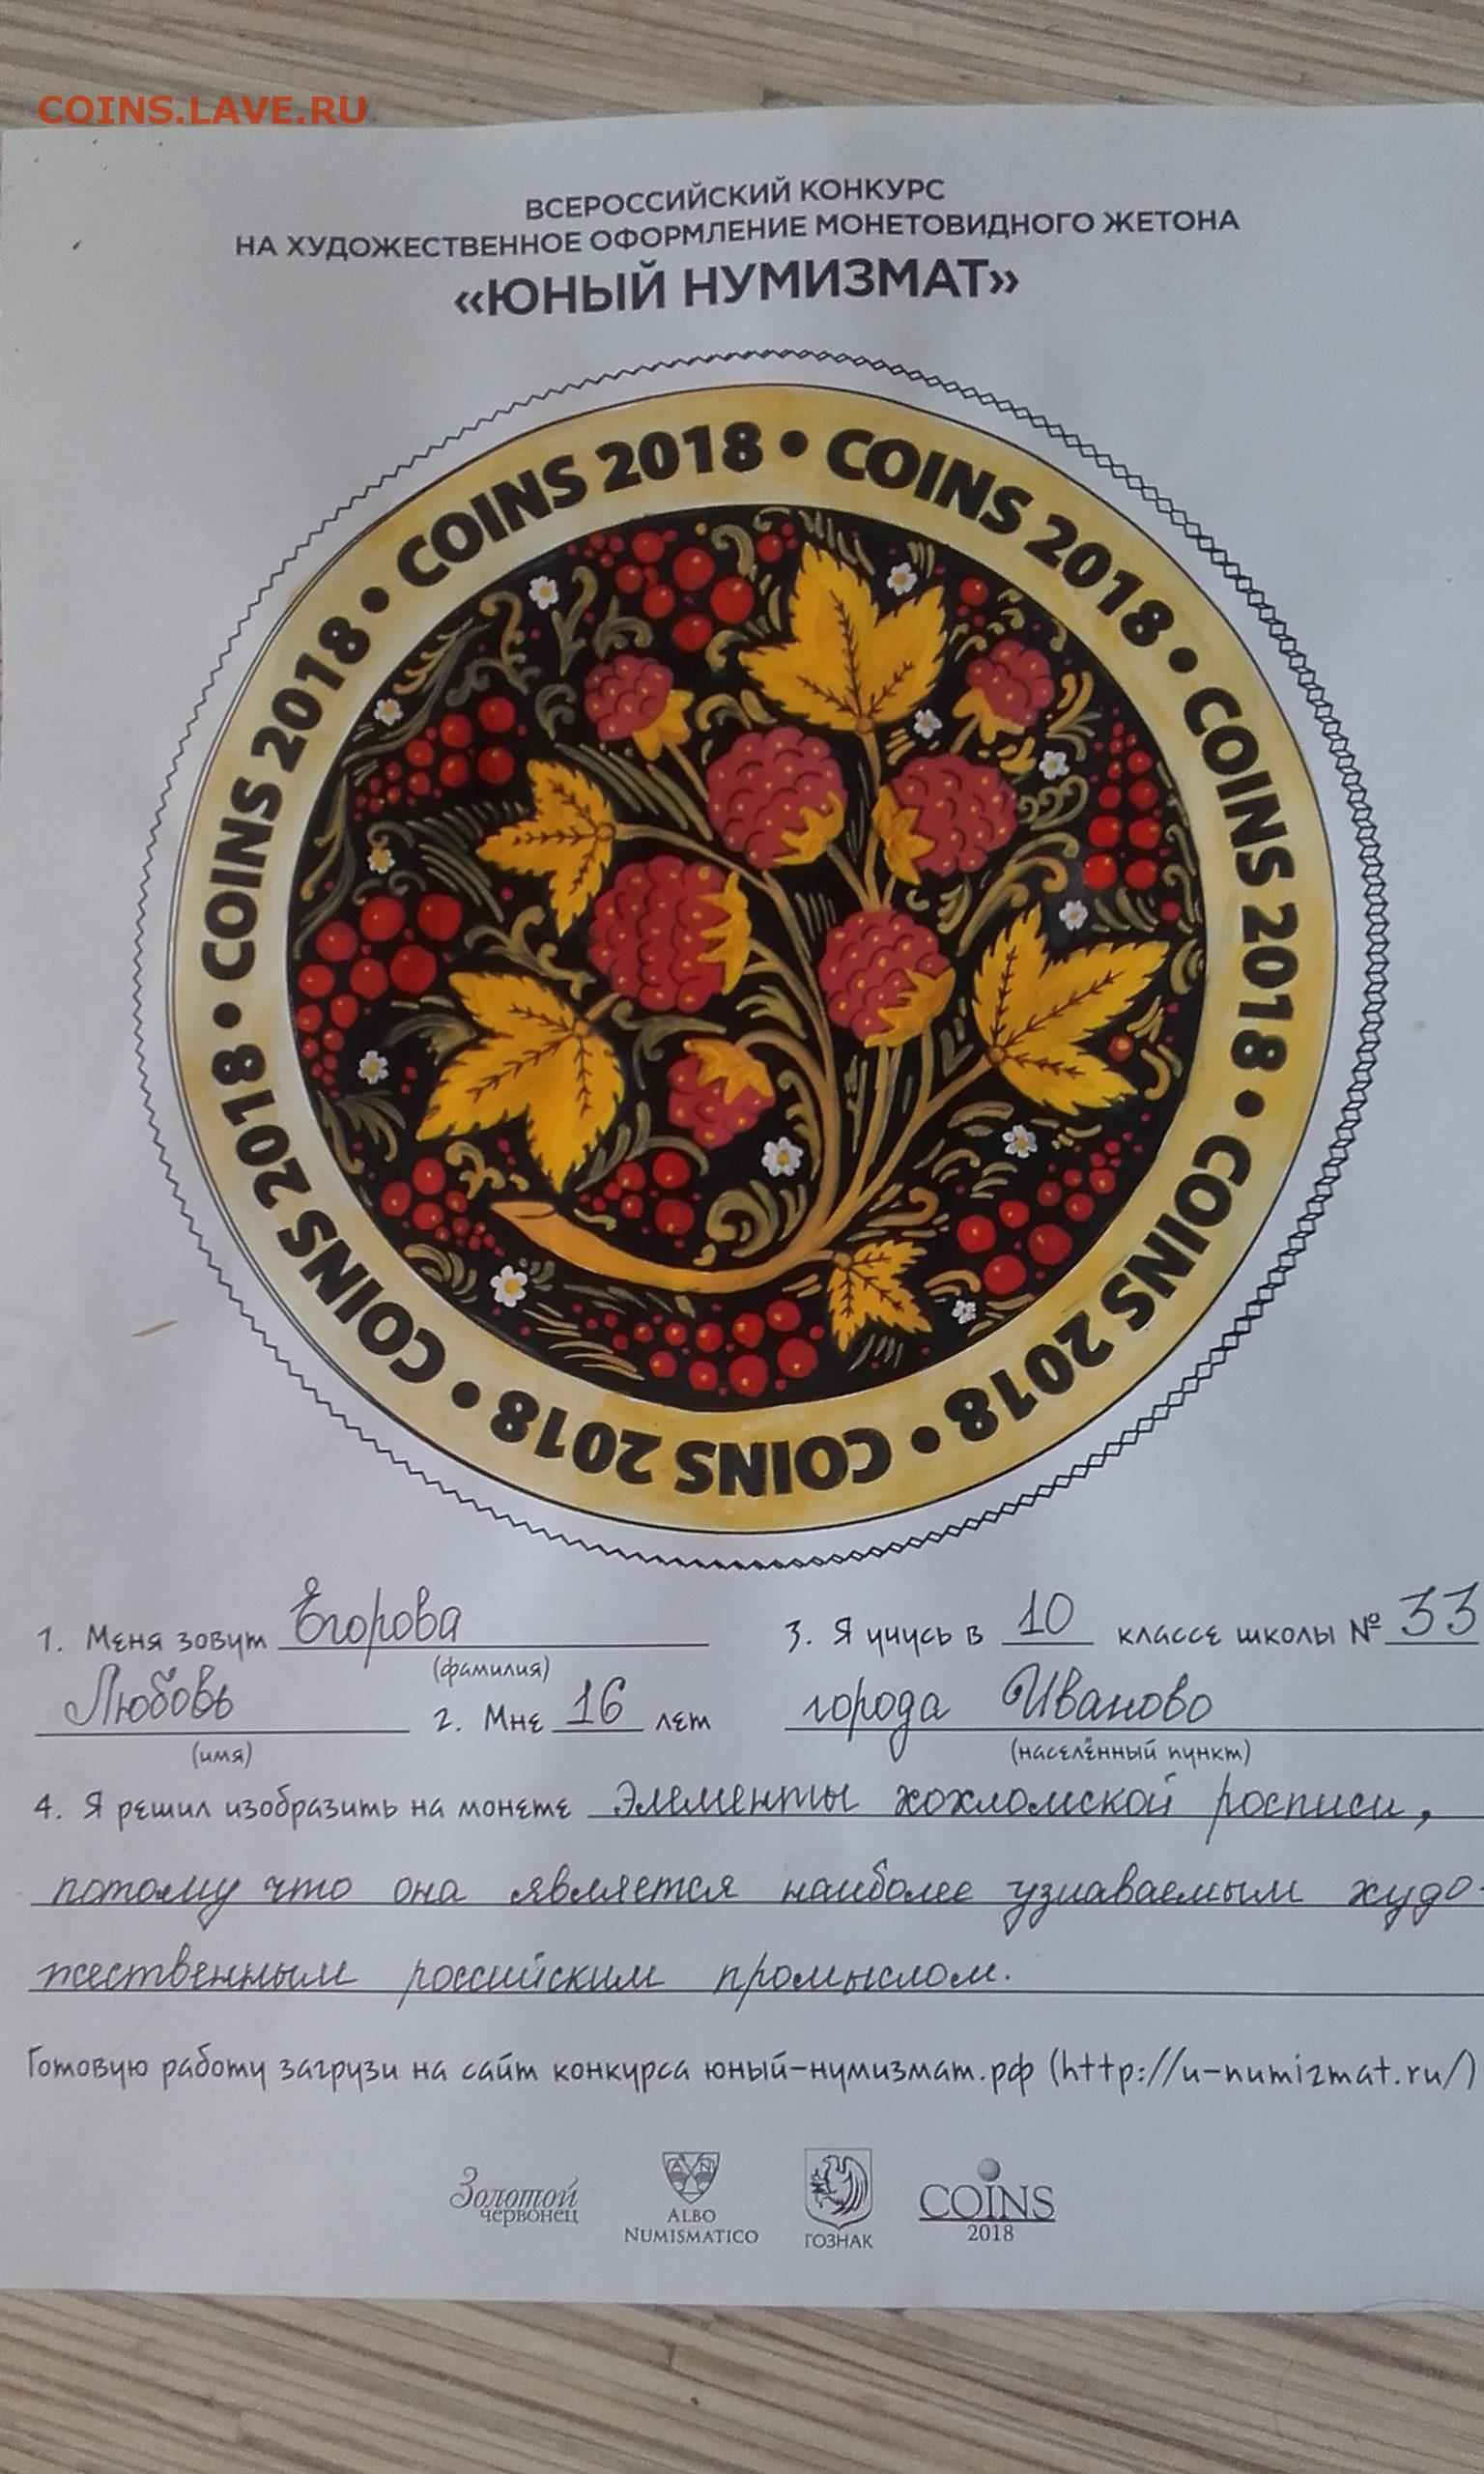 COINS.LAVE.RU
ВСЕРОССИЙСКИЙ КОНКУРС
НА ХУДОЖЕСТВЕННОЕ ОФОРМЛЕНИЕ МОНЕТОВИДНОГО ЖЕТОНА
«ЮНЫЙ НУМИЗМАТ»
COINS 2018 • COINS 2018 • COINS 2018 • COINS 2018 • COINS 2018 • COINS 2018 • COINS 2018 •
1. Меня зовут Егорова
(фамилия)
Любовь
(имя)
2. Мне 16 лет
3. Я учусь в 10 классе школы № 33
города Иваново
(населённый пункт)
4. Я решил изобразить на монете элементы хохломской росписи,
потому что она является наиболее узнаваемым худо-
жественным российским промыслом.
Готовую работу загрузи на сайт конкурса юный-нумизмат.рф (http://u-numizmat.ru/)
Золотой
червонец
ALBO
NUMISMATICO
ГОЗНАК
COINS
2018